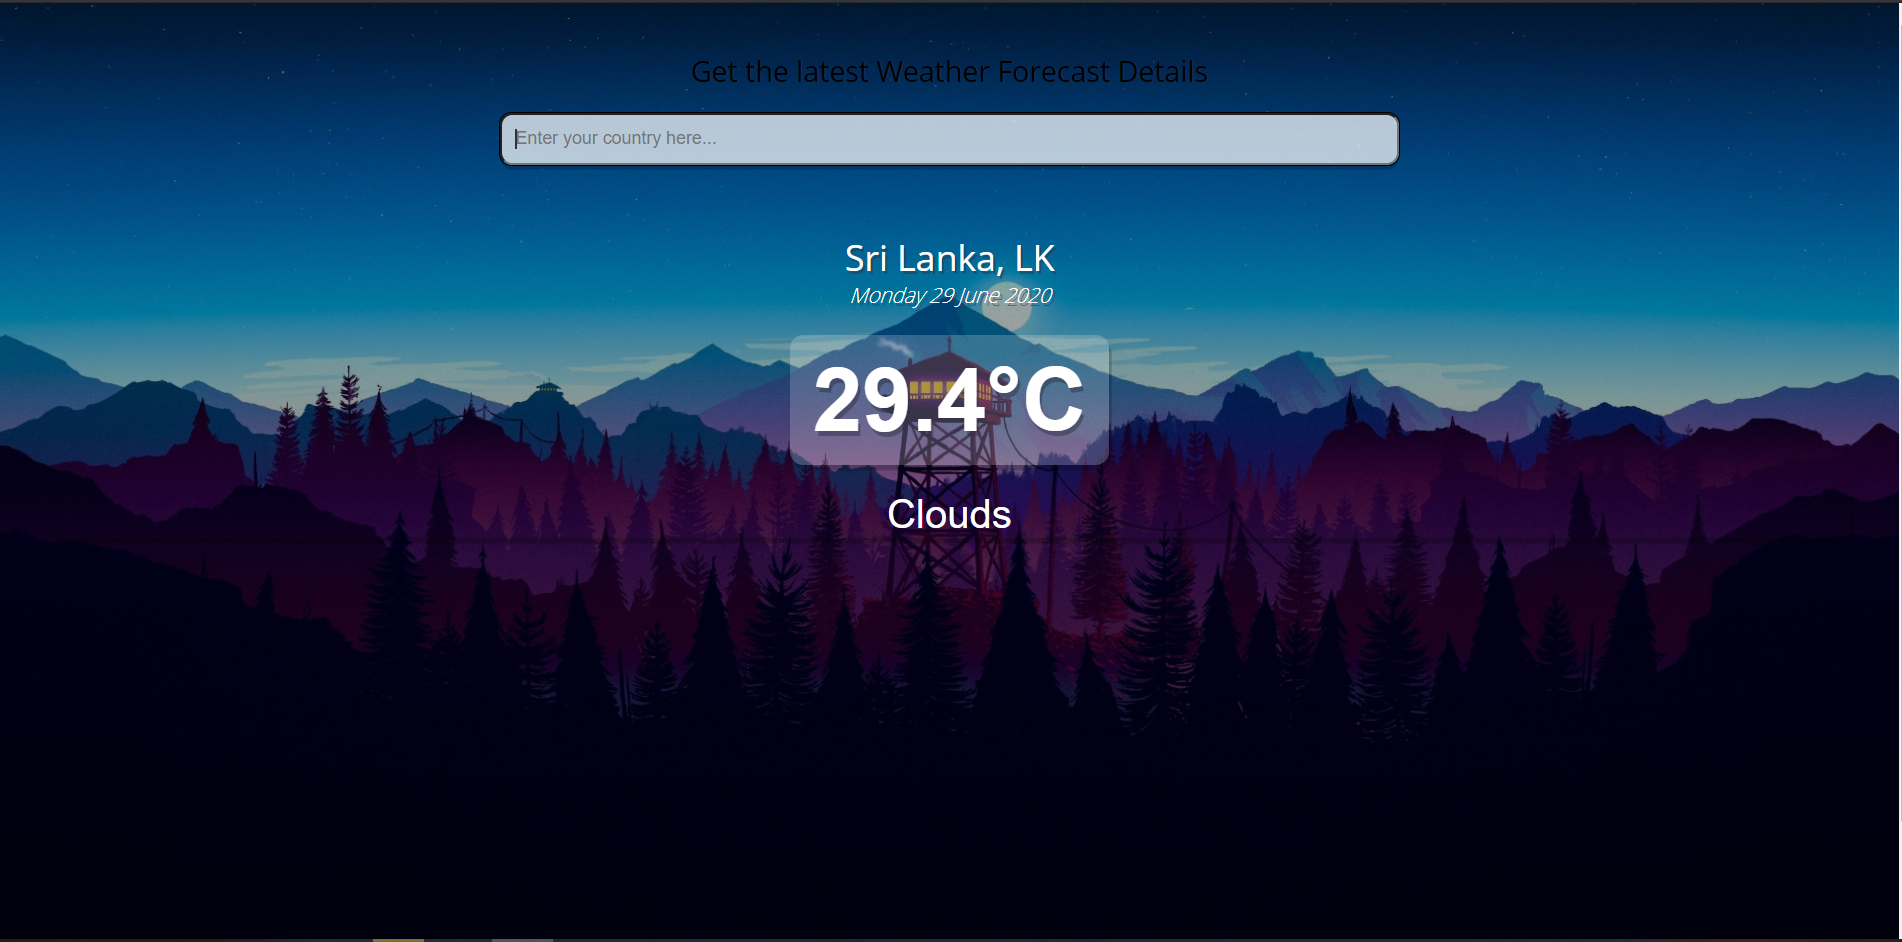 Get the latest Weather Forecast Details
Enter your country here...
Sri Lanka, LK
Monday 29 June 2020
29.4°C
Clouds